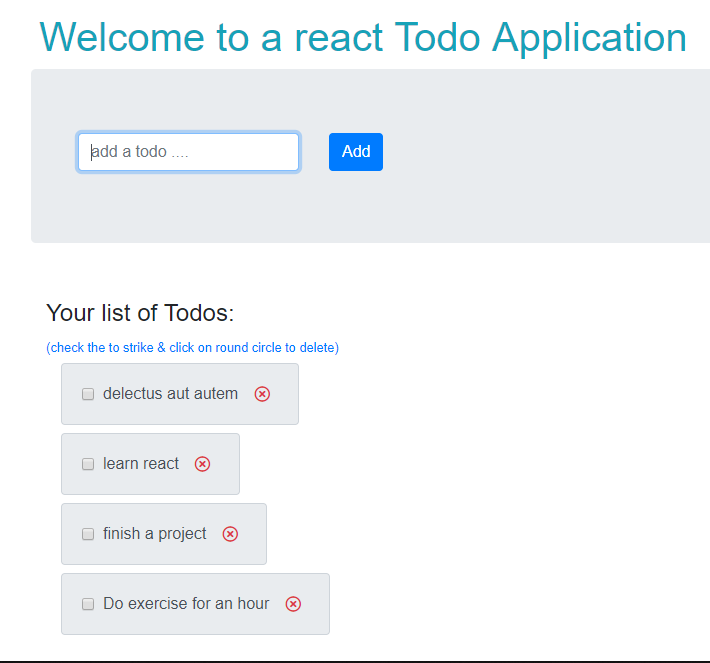 Welcome to a react Todo Application
add a todo ....
Add
Your list of Todos:
(check the to strike & click on round circle to delete)
delectus aut autem
learn react
finish a project
Do exercise for an hour